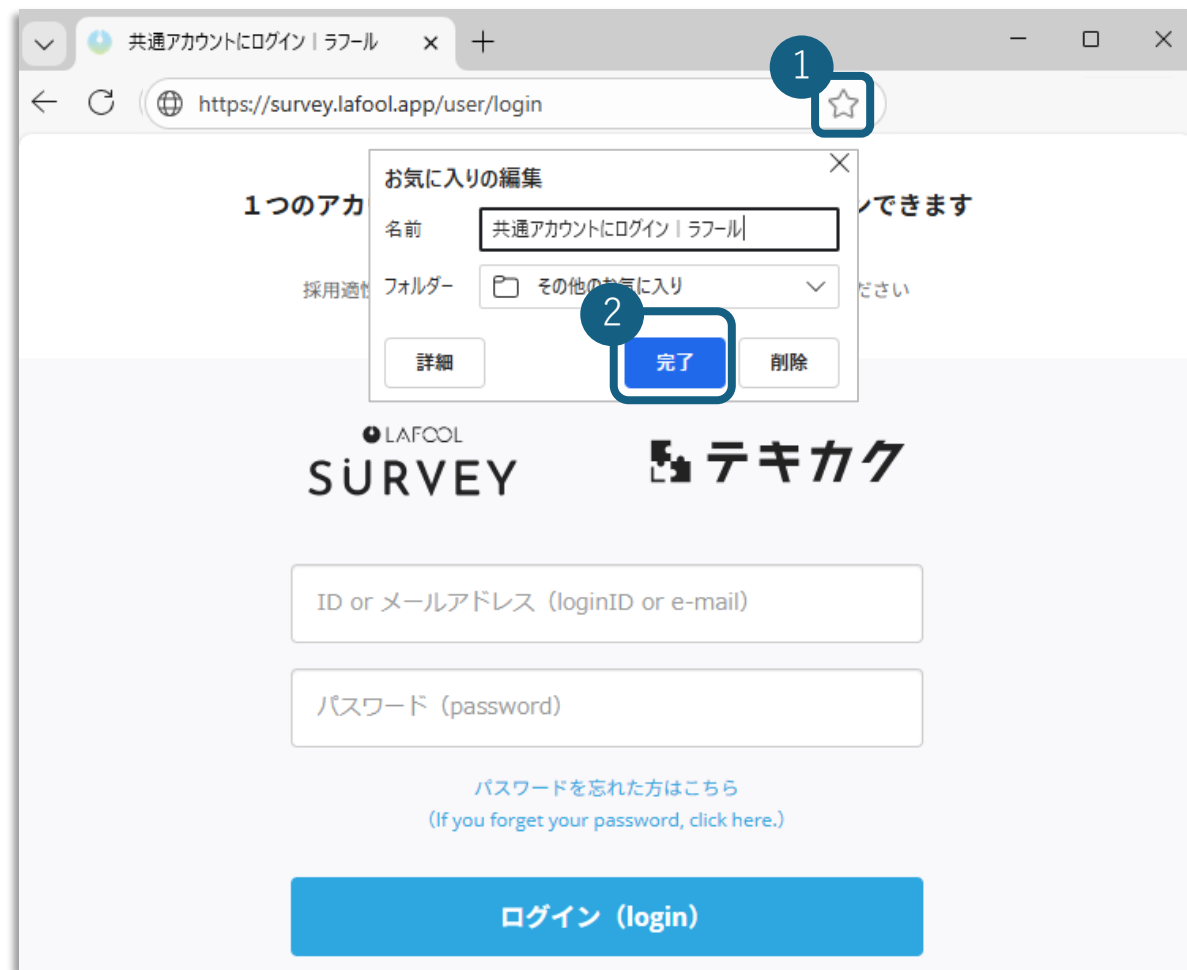 共通アカウントにログイン｜ラフール
https://survey.lafool.app/user/login
1
お気に入りの編集
１つのアカ
ンできます
名前
共通アカウントにログイン｜ラフール
採用適性
ださい
フォルダー
その他のお気に入り
2
詳細
完了
削除
LAFOOL
SURVEY
テキカク
ID or メールアドレス（loginID or e-mail）
パスワード（password）
パスワードを忘れた方はこちら
（If you forget your password, click here.）
ログイン（login）